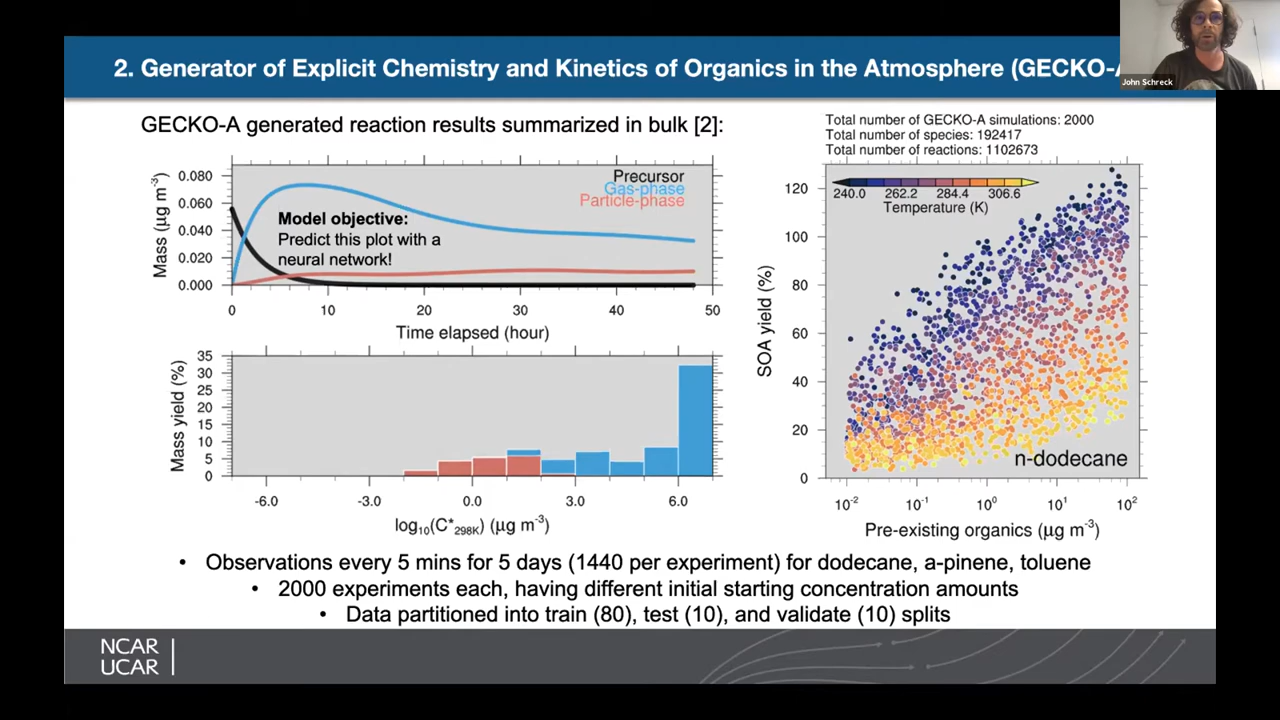 2. Generator of Explicit Chemistry and Kinetics of Organics in the Atmosphere (GECKO-A
John Schreck
GECKO-A generated reaction results summarized in bulk [2]:
Total number of GECKO-A simulations: 2000
Total number of species: 192417
Total number of reactions: 1102673
Mass (μg m⁻³)
0.080
0.060
0.040
0.020
0.000
Precursor
Gas-phase
Particle-phase
Model objective:
Predict this plot with a
neural network!
0 10 20 30 40 50
Time elapsed (hour)
Mass yield (%)
35
30
25
20
15
10
5
0
-6.0 -3.0 0.0 3.0 6.0
log₁₀(C*₂₉₈K) (μg m⁻³)
SOA yield (%)
120
100
80
60
40
20
0
240.0 262.2 284.4 306.6
Temperature (K)
n-dodecane
10⁻² 10⁻¹ 10⁰ 10¹ 10²
Pre-existing organics (μg m⁻³)
• Observations every 5 mins for 5 days (1440 per experiment) for dodecane, a-pinene, toluene
• 2000 experiments each, having different initial starting concentration amounts
• Data partitioned into train (80), test (10), and validate (10) splits
NCAR
UCAR